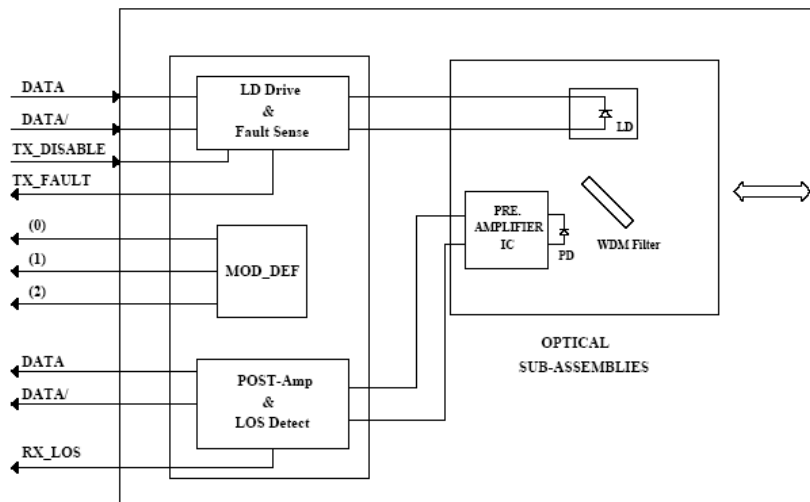 DATA
DATA/
TX_DISABLE
TX_FAULT
(0)
(1)
(2)
DATA
DATA/
RX_LOS
LD Drive
&
Fault Sense
MOD_DEF
POST-Amp
&
LOS Detect
LD
PRE.
AMPLIFIER
IC
PD
WDM Filter
OPTICAL
SUB-ASSEMBLIES